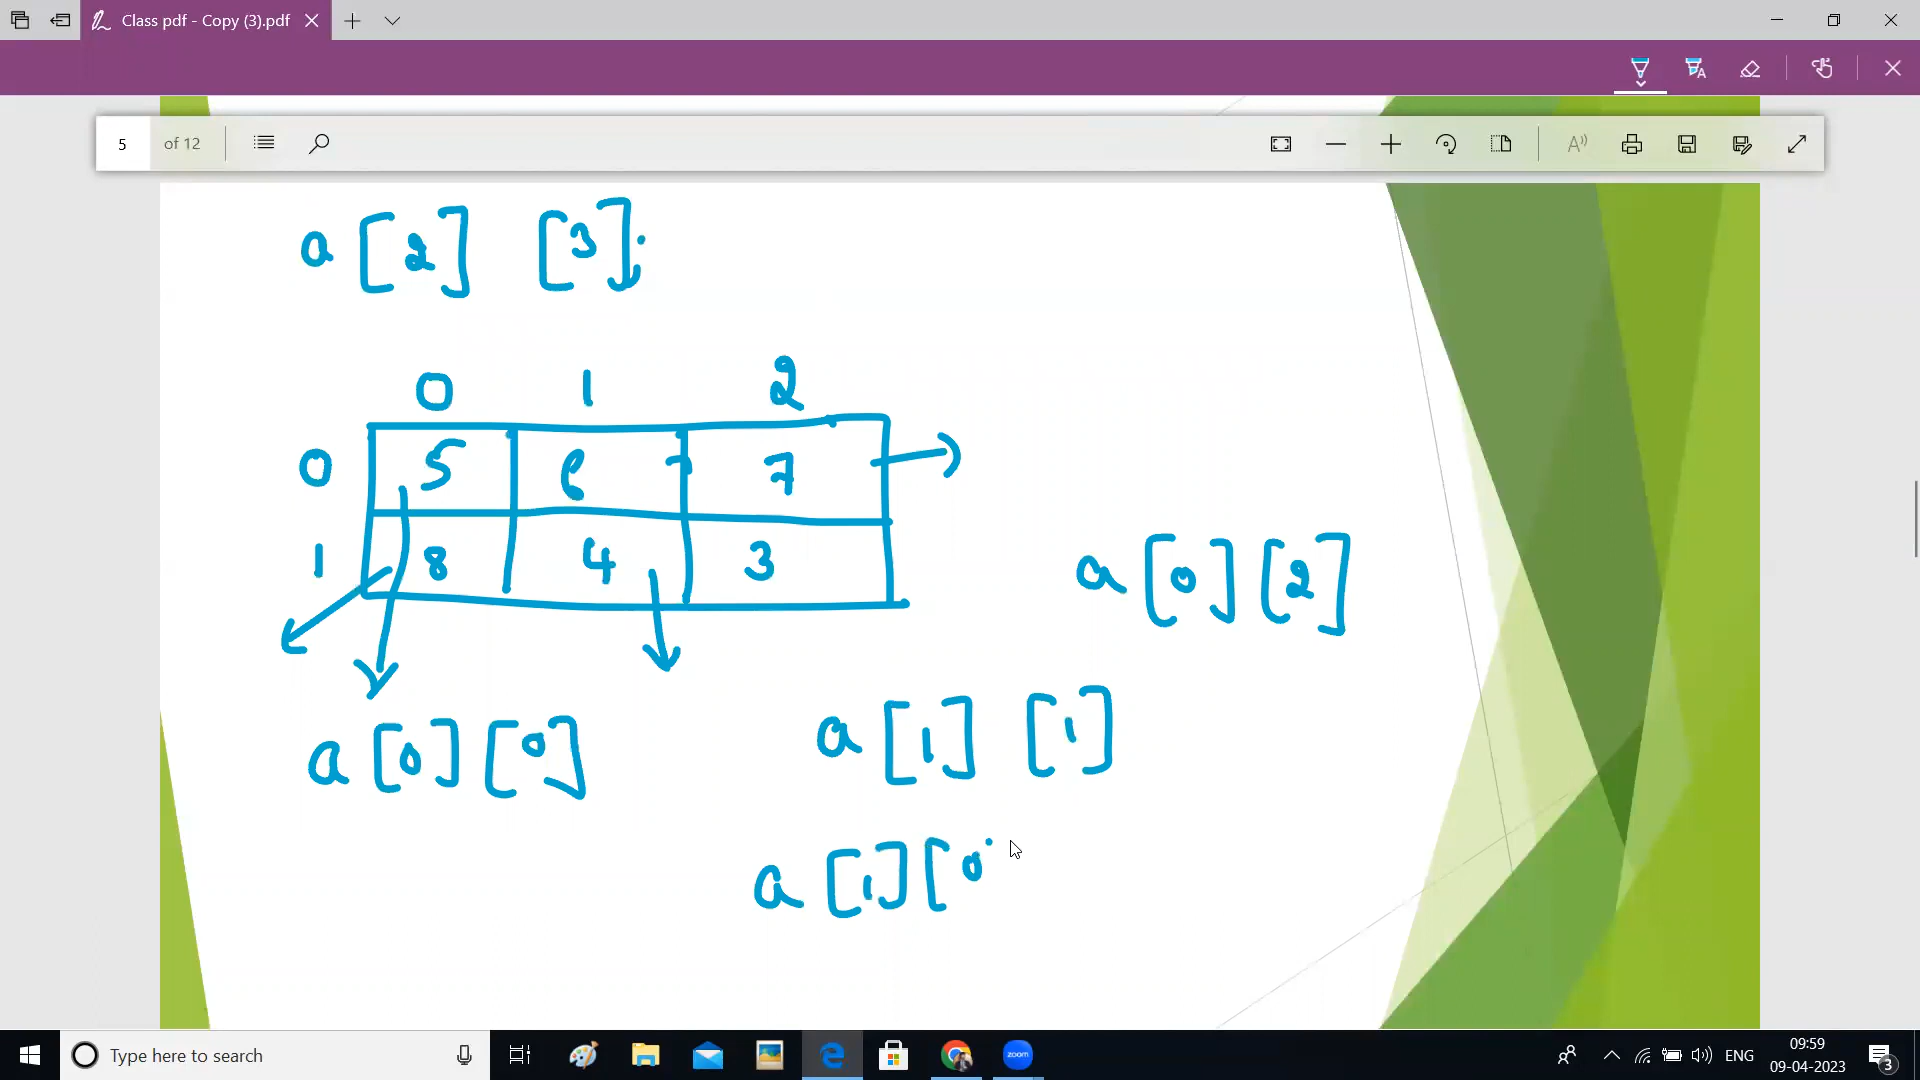 Class pdf - Copy (3).pdf
5 of 12
a [2] [3];
0 1 2
0 5 6 7
1 8 4 3
a [0] [2]
a [0] [0]
a [1] [1]
a [1] [0
Type here to search
zoom
ENG
09:59
09-04-2023
3